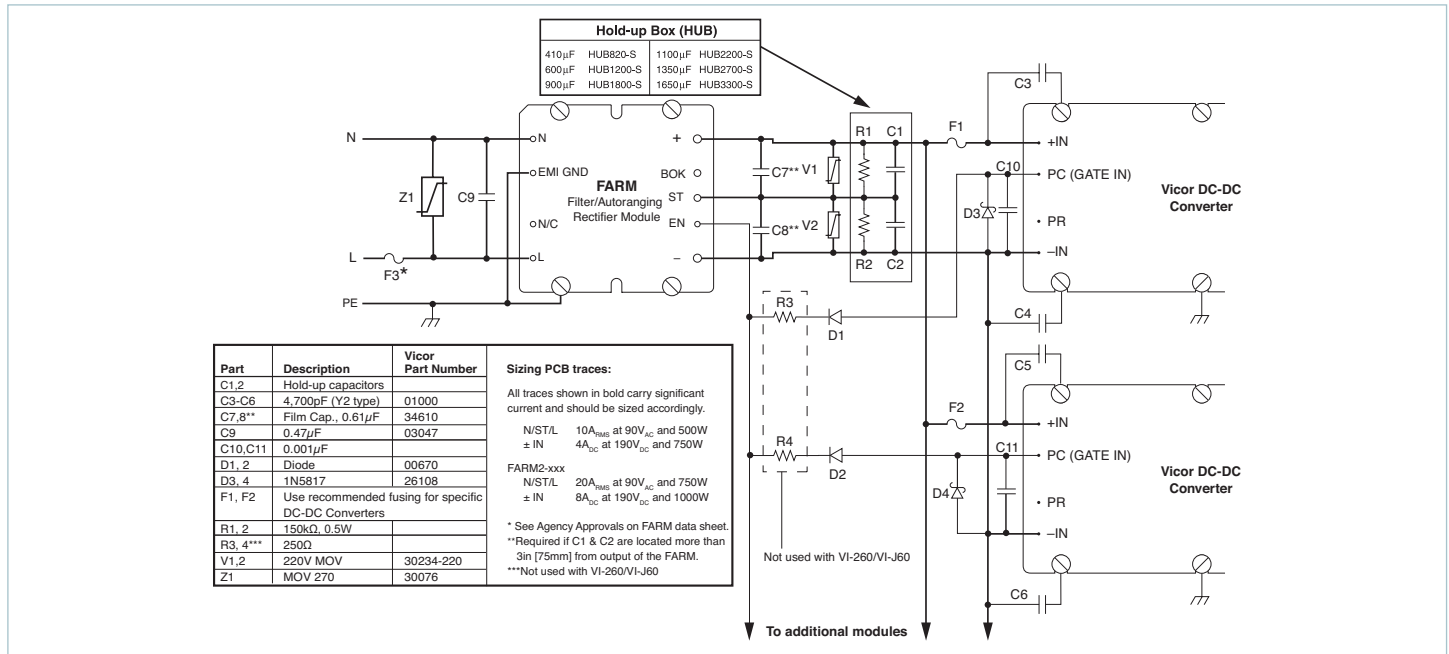 Hold-up Box (HUB)
410μF HUB820-S 1100μF HUB2200-S
600μF HUB1200-S 1350μF HUB2700-S
900μF HUB1800-S 1650μF HUB3300-S
N
Z1
C9
L
F3*
PE
N
EMI GND
N/C
L
FARM
Filter/Autoranging
Rectifier Module
+
BOK
ST
EN
–
C7**
V1
C8**
V2
R1
C1
R2
C2
F1
C3
+IN
C10
PC (GATE IN)
D3
PR
–IN
Vicor DC-DC
Converter
C4
R3
D1
C5
F2
+IN
R4
D2
C11
PC (GATE IN)
D4
PR
–IN
Vicor DC-DC
Converter
C6
Not used with VI-260/VI-J60
To additional modules
Part Description Vicor Part Number
C1,2 Hold-up capacitors
C3-C6 4,700pF (Y2 type) 01000
C7,8** Film Cap., 0.61μF 34610
C9 0.47μF 03047
C10,C11 0.001μF
D1, 2 Diode 00670
D3, 4 1N5817 26108
F1, F2 Use recommended fusing for specific
DC-DC Converters
R1, 2 150kΩ, 0.5W
R3, 4*** 250Ω
V1,2 220V MOV 30234-220
Z1 MOV 270 30076
Sizing PCB traces:
All traces shown in bold carry significant
current and should be sized accordingly.
N/ST/L 10ARMS at 90VAC and 500W
± IN 4ADC at 190VDC and 750W
FARM2-xxx
N/ST/L 20ARMS at 90VAC and 750W
± IN 8ADC at 190VDC and 1000W
* See Agency Approvals on FARM data sheet.
**Required if C1 & C2 are located more than
3in [75mm] from output of the FARM.
***Not used with VI-260/VI-J60